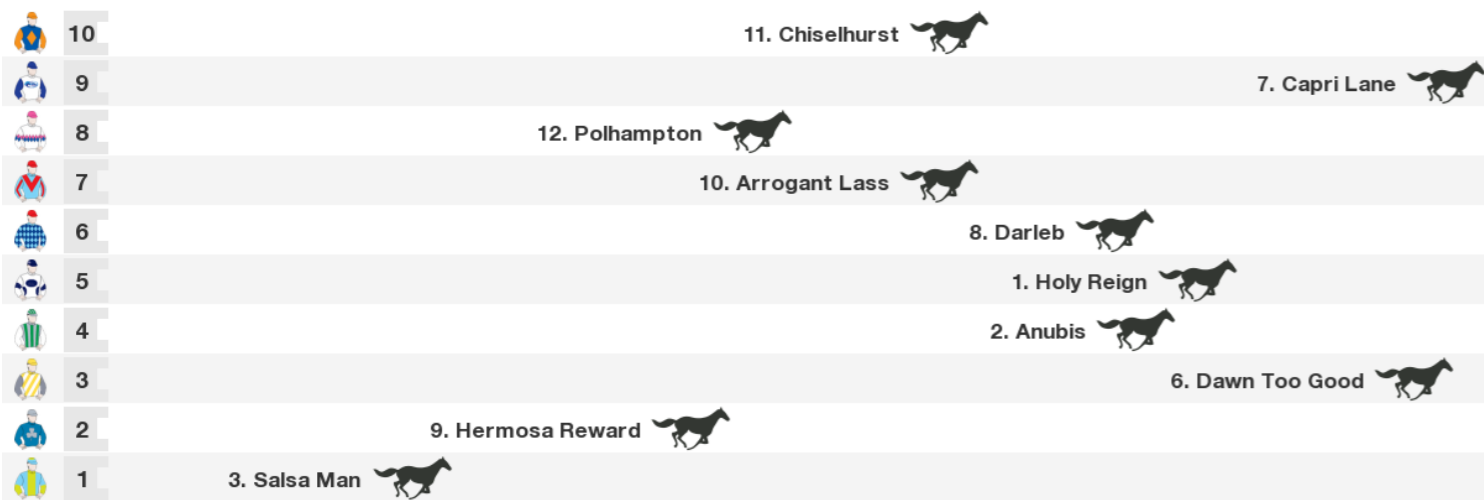 10 11. Chiselhurst
9 7. Capri Lane
8 12. Polhampton
7 10. Arrogant Lass
6 8. Darleb
5 1. Holy Reign
4 2. Anubis
3 6. Dawn Too Good
2 9. Hermosa Reward
1 3. Salsa Man